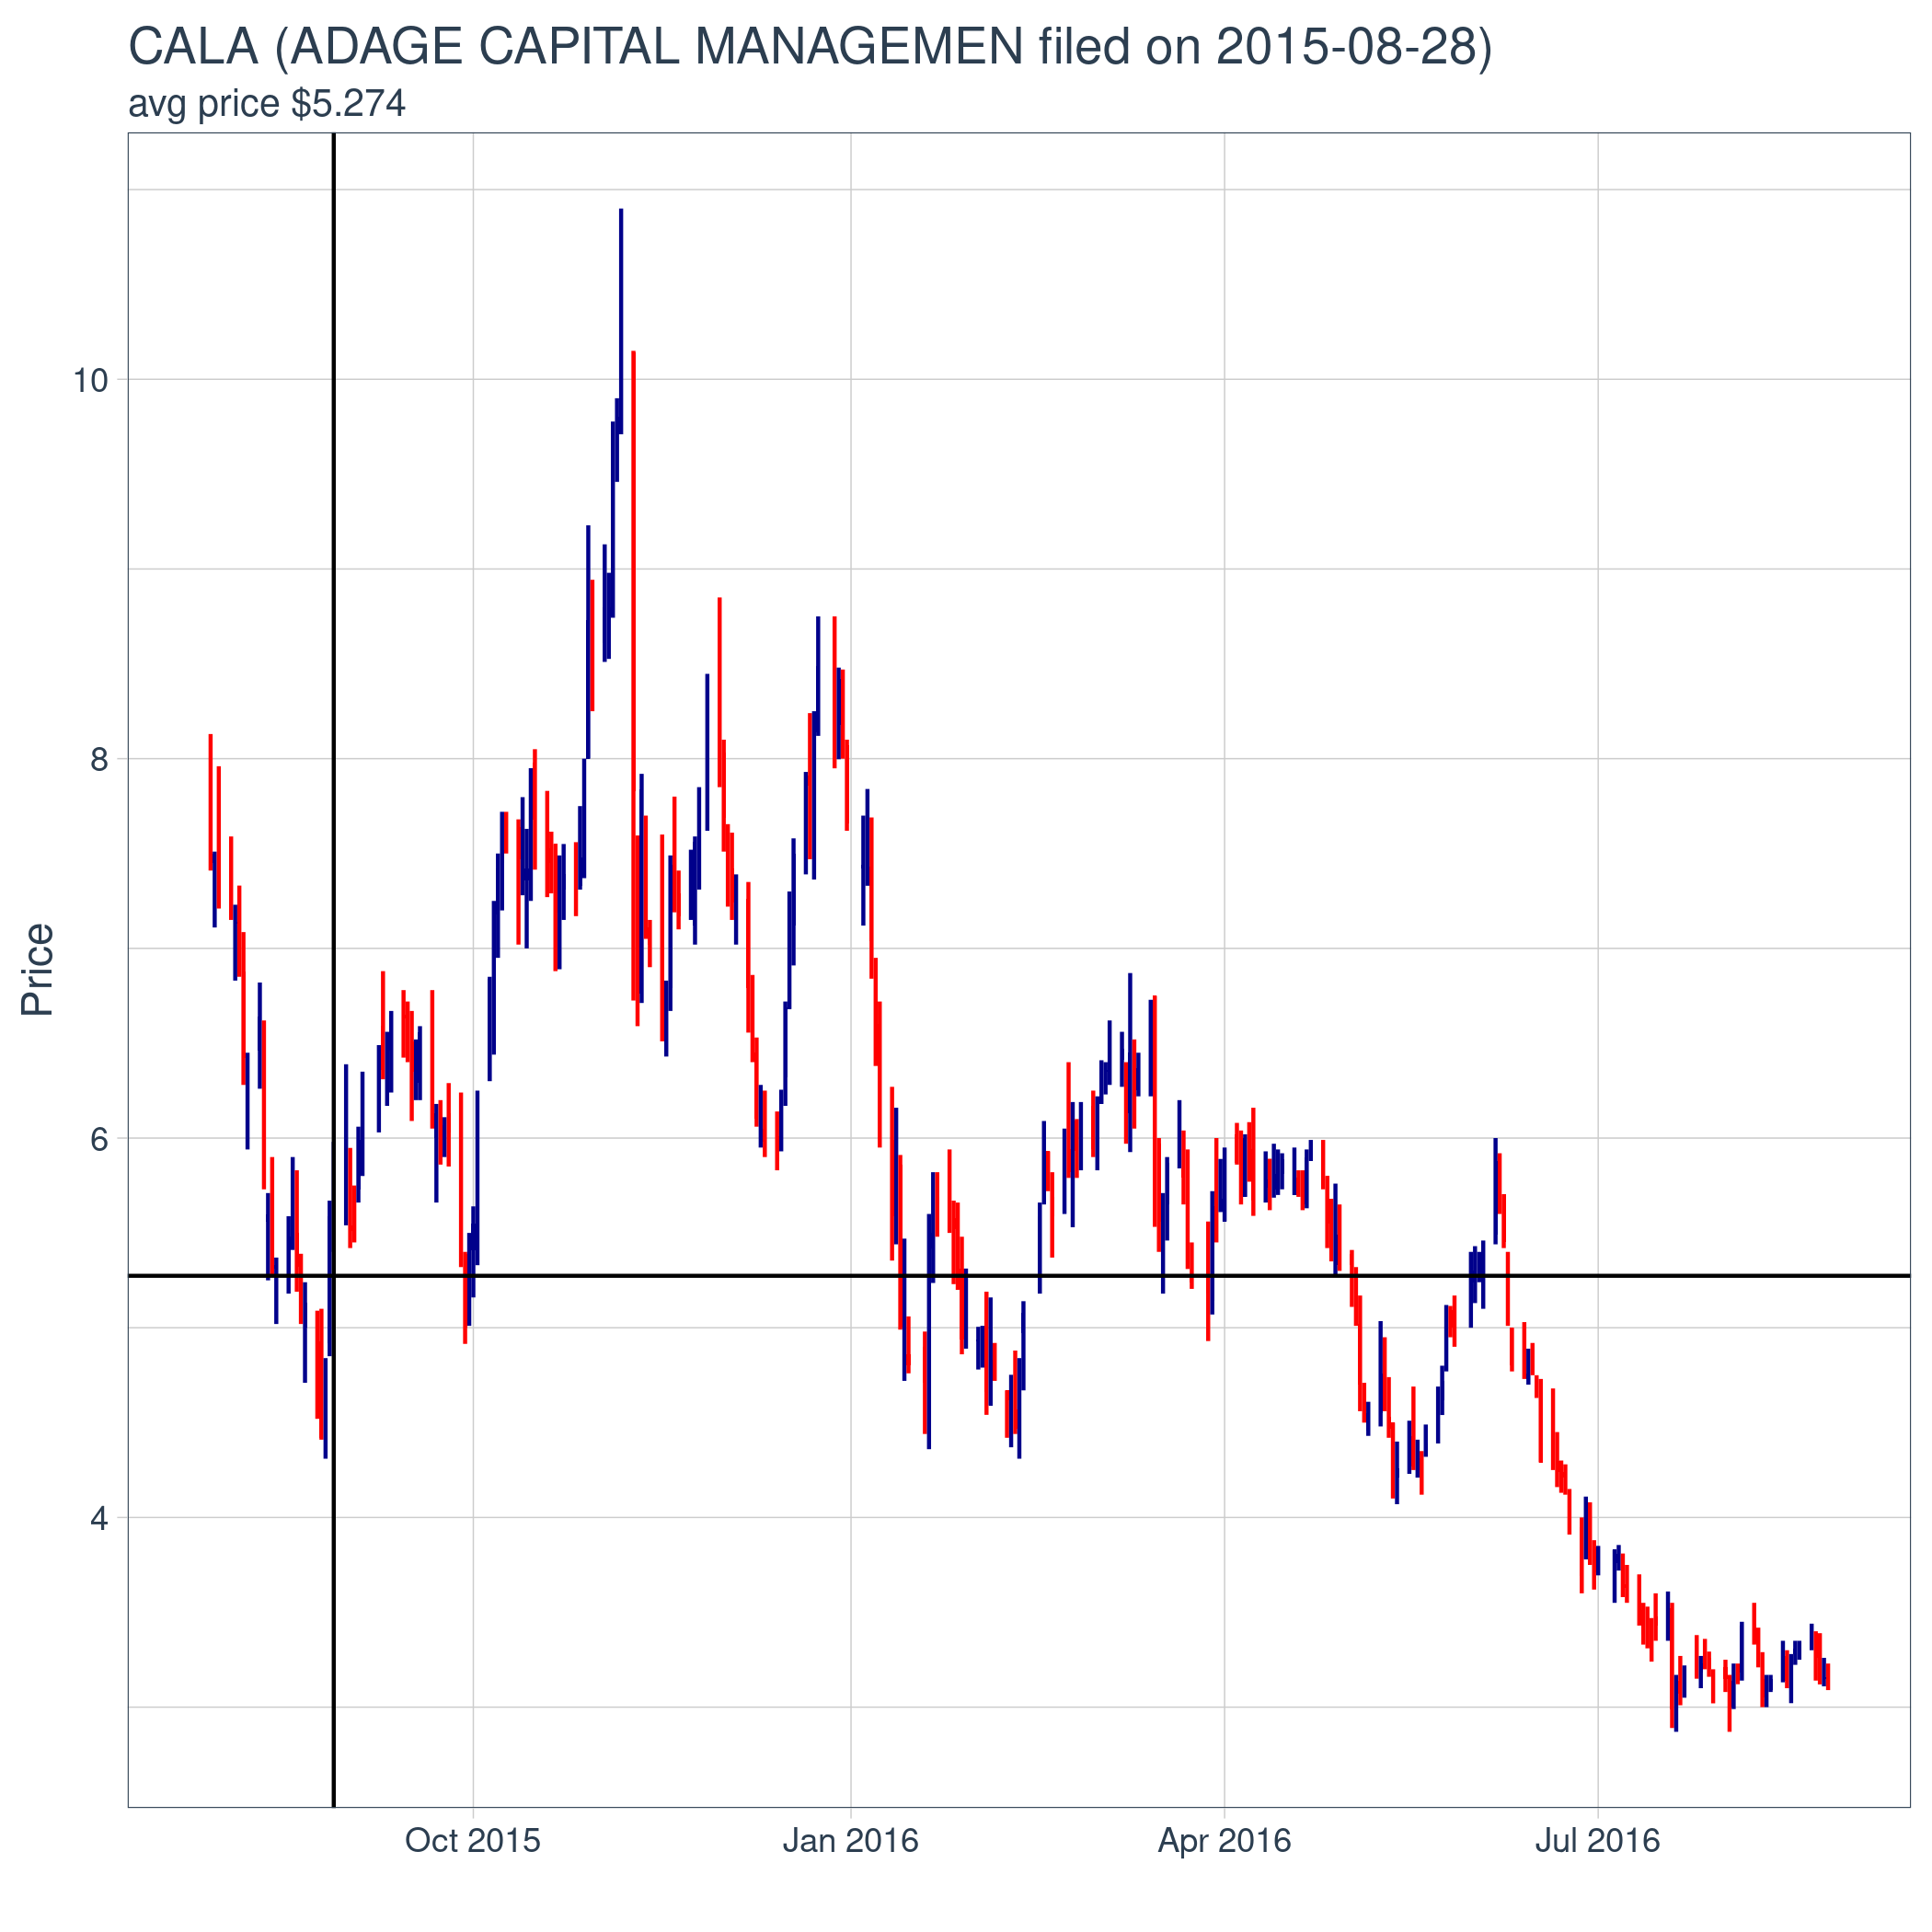 CALA (ADAGE CAPITAL MANAGEMEN filed on 2015-08-28)
avg price $5.274
Price
10
8
6
4
Oct 2015
Jan 2016
Apr 2016
Jul 2016